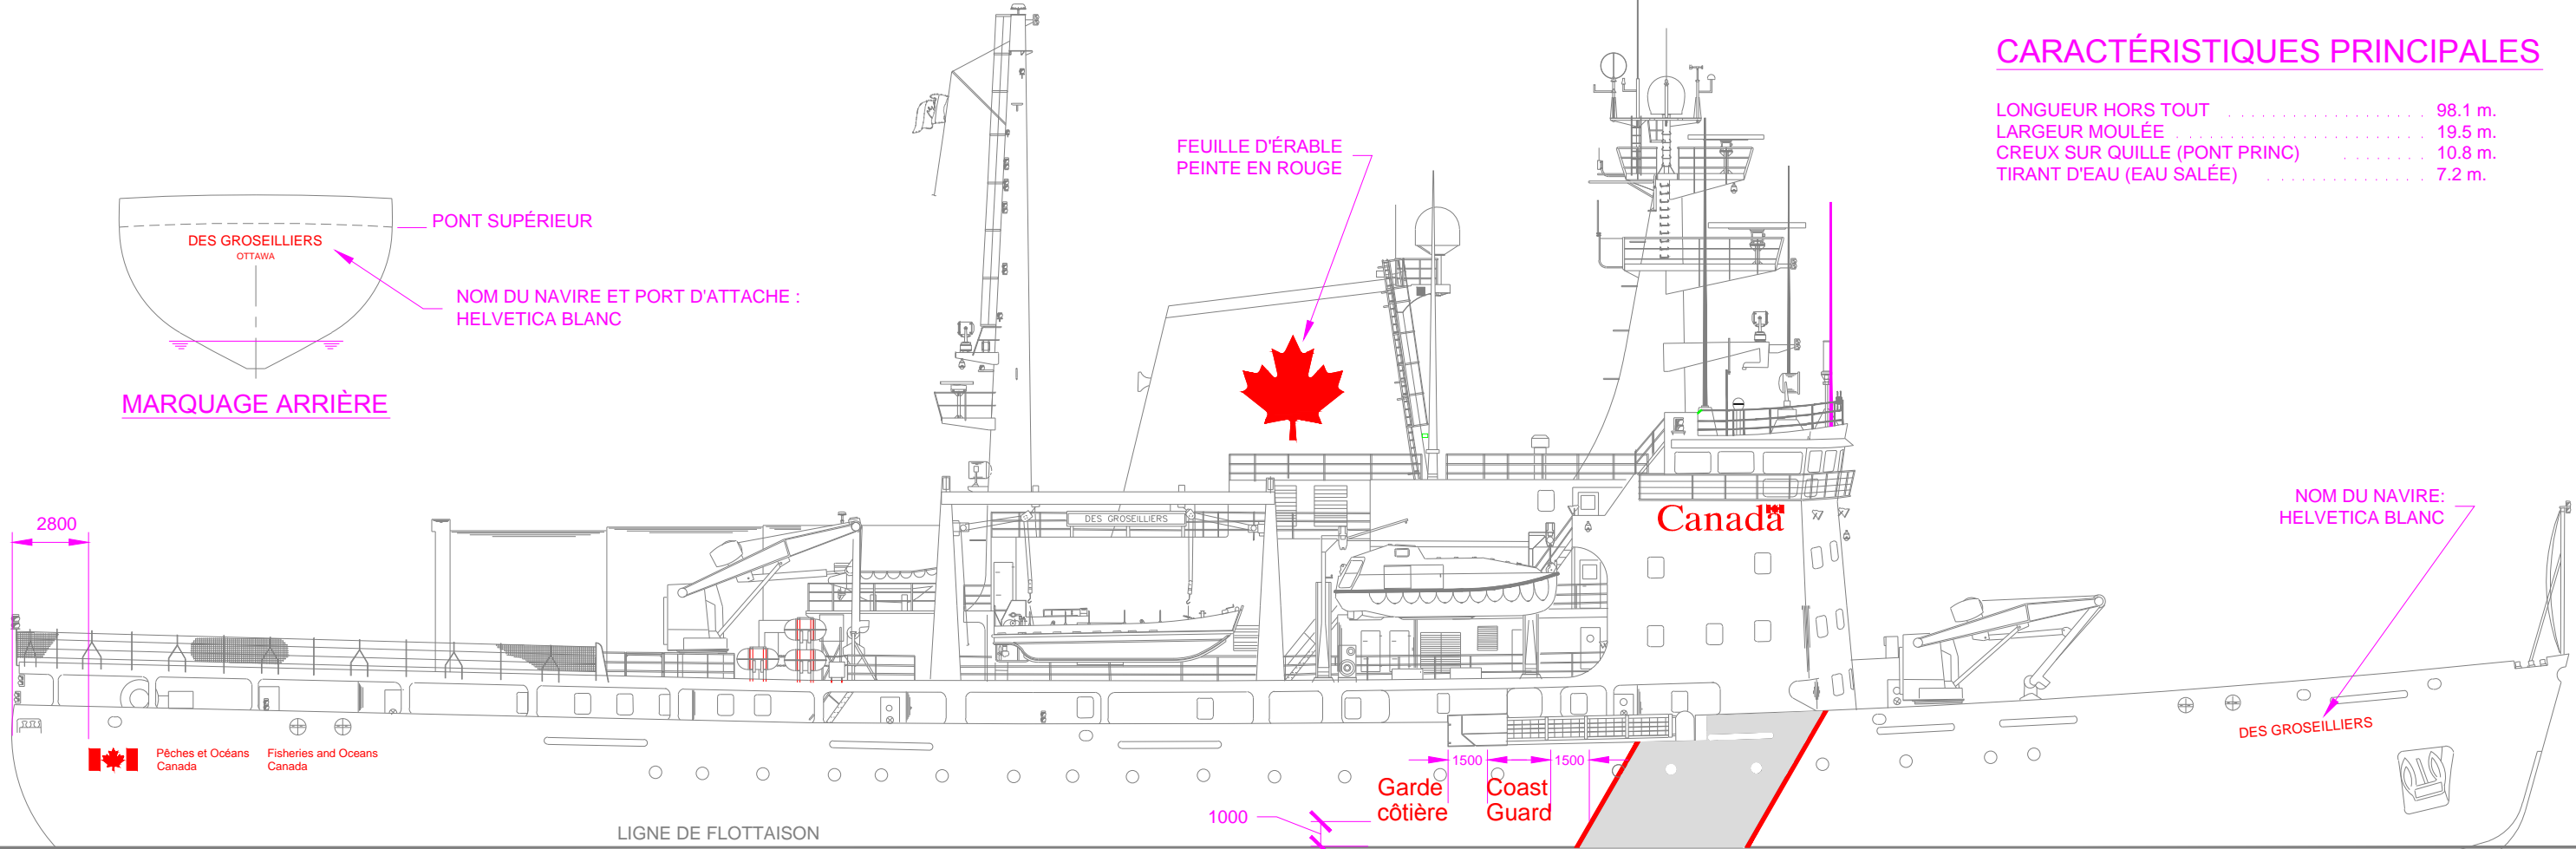 CARACTÉRISTIQUES PRINCIPALES
LONGUEUR HORS TOUT . . . . . . . . . . . . . . . . . . 98.1 m.
LARGEUR MOULÉE . . . . . . . . . . . . . . . . . . . . . . . 19.5 m.
CREUX SUR QUILLE (PONT PRINC) . . . . . . . . 10.8 m.
TIRANT D'EAU (EAU SALÉE) . . . . . . . . . . . . . . . 7.2 m.
FEUILLE D'ÉRABLE
PEINTE EN ROUGE
PONT SUPÉRIEUR
DES GROSEILLIERS
OTTAWA
NOM DU NAVIRE ET PORT D'ATTACHE :
HELVETICA BLANC
MARQUAGE ARRIÈRE
2800
DES GROSEILLIERS
Canada
NOM DU NAVIRE:
HELVETICA BLANC
DES GROSEILLIERS
Pêches et Océans
Canada
Fisheries and Oceans
Canada
1500
1500
Garde
côtière
Coast
Guard
1000
LIGNE DE FLOTTAISON